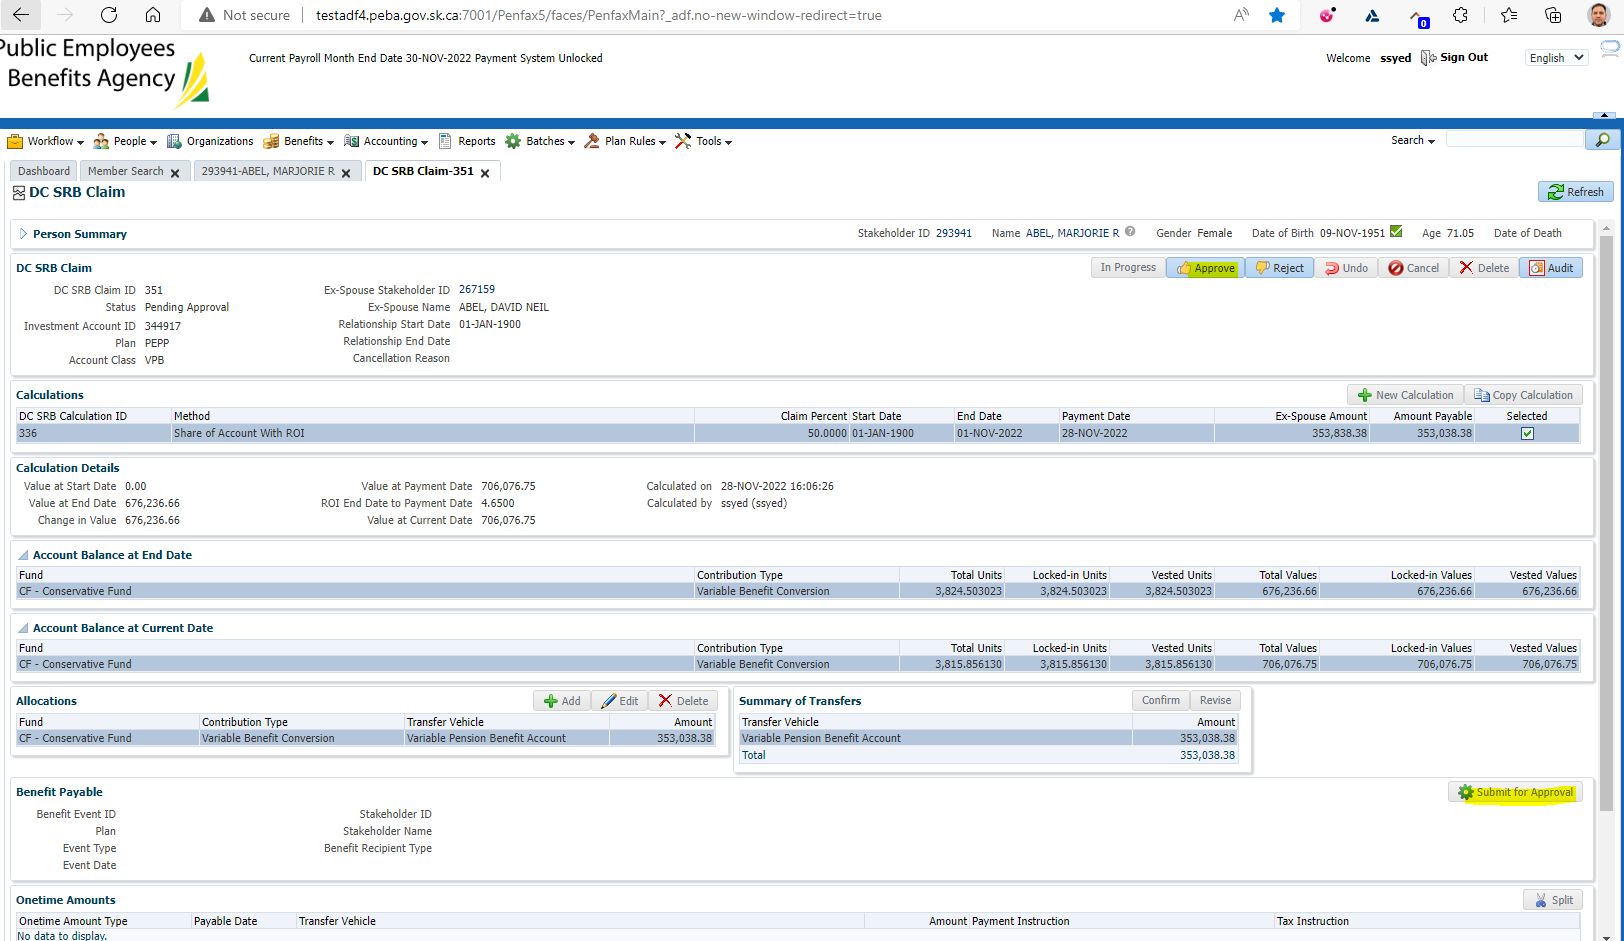 Not secure testadf4.peba.gov.sk.ca:7001/Penfax5/faces/PenfaxMain?_adf.no-new-window-redirect=true
0
Public Employees
Benefits Agency
Current Payroll Month End Date 30-NOV-2022 Payment System Unlocked
Welcome ssyed Sign Out English
Workflow People Organizations Benefits Accounting Reports Batches Plan Rules Tools Search
Dashboard Member Search 293941-ABEL, MARJORIE R DC SRB Claim-351
DC SRB Claim Refresh
Person Summary Stakeholder ID 293941 Name ABEL, MARJORIE R Gender Female Date of Birth 09-NOV-1951 Age 71.05 Date of Death
DC SRB Claim In Progress Approve Reject Undo Cancel Delete Audit
DC SRB Claim ID 351 Ex-Spouse Stakeholder ID 267159
Status Pending Approval Ex-Spouse Name ABEL, DAVID NEIL
Investment Account ID 344917 Relationship Start Date 01-JAN-1900
Plan PEPP Relationship End Date
Account Class VPB Cancellation Reason
Calculations New Calculation Copy Calculation
DC SRB Calculation ID Method Claim Percent Start Date End Date Payment Date Ex-Spouse Amount Amount Payable Selected
336 Share of Account With ROI 50.0000 01-JAN-1900 01-NOV-2022 28-NOV-2022 353,838.38 353,038.38
Calculation Details
Value at Start Date 0.00 Value at Payment Date 706,076.75 Calculated on 28-NOV-2022 16:06:26
Value at End Date 676,236.66 ROI End Date to Payment Date 4.6500 Calculated by ssyed (ssyed)
Change in Value 676,236.66 Value at Current Date 706,076.75
Account Balance at End Date
Fund Contribution Type Total Units Locked-in Units Vested Units Total Values Locked-in Values Vested Values
CF - Conservative Fund Variable Benefit Conversion 3,824.503023 3,824.503023 3,824.503023 676,236.66 676,236.66 676,236.66
Account Balance at Current Date
Fund Contribution Type Total Units Locked-in Units Vested Units Total Values Locked-in Values Vested Values
CF - Conservative Fund Variable Benefit Conversion 3,815.856130 3,815.856130 3,815.856130 706,076.75 706,076.75 706,076.75
Allocations Add Edit Delete
Fund Contribution Type Transfer Vehicle Amount
CF - Conservative Fund Variable Benefit Conversion Variable Pension Benefit Account 353,038.38
Summary of Transfers Confirm Revise
Transfer Vehicle Amount
Variable Pension Benefit Account 353,038.38
Total 353,038.38
Benefit Payable Submit for Approval
Benefit Event ID Stakeholder ID
Plan Stakeholder Name
Event Type Benefit Recipient Type
Event Date
Onetime Amounts Split
Onetime Amount Type Payable Date Transfer Vehicle Amount Payment Instruction Tax Instruction
No data to display.